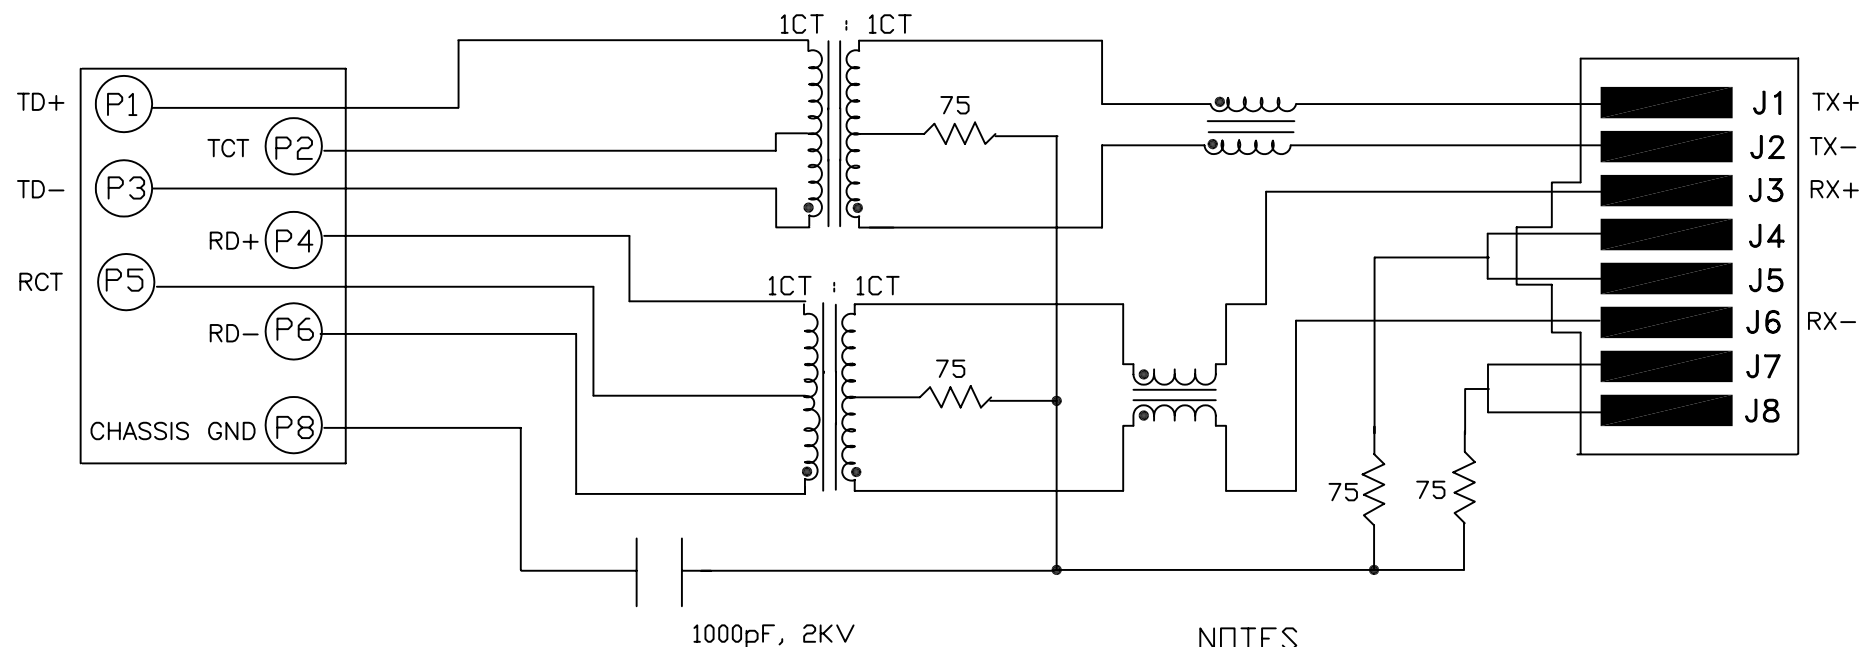 1CT : 1CT
TD+ P1
TCT P2
TD- P3
RD+ P4
RCT P5
RD- P6
CHASSIS GND P8
75
1CT : 1CT
75
J1 TX+
J2 TX-
J3 RX+
J4
J5
J6 RX-
J7
J8
75
75
1000pF, 2KV
NOTES